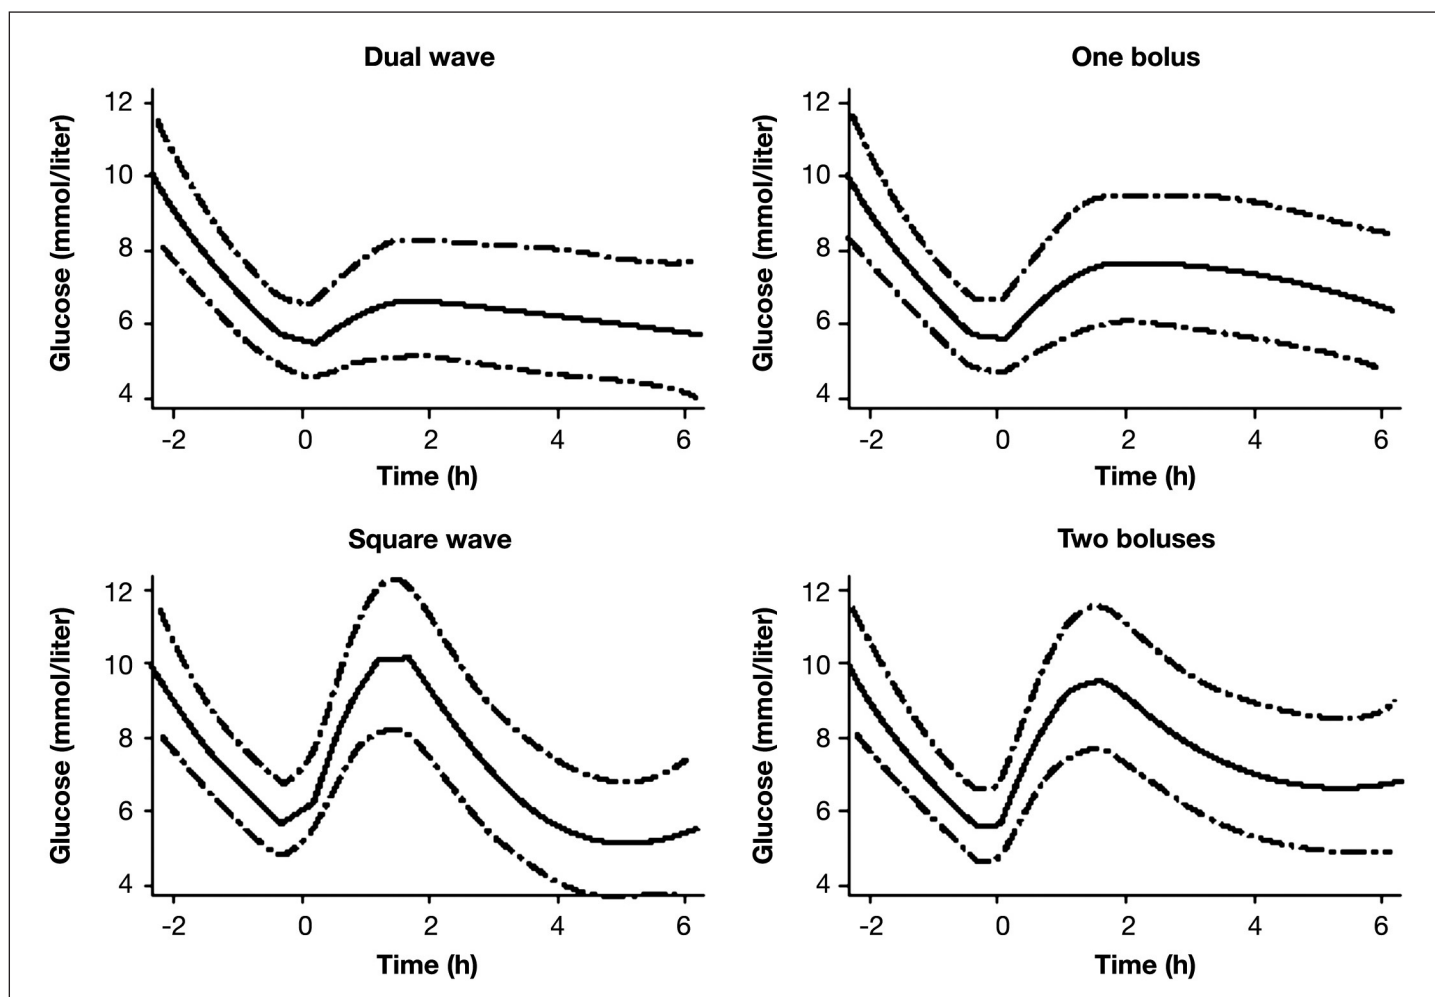 Dual wave
Glucose (mmol/liter)
12
10
8
6
4
-2 0 2 4 6
Time (h)
One bolus
Glucose (mmol/liter)
12
10
8
6
4
-2 0 2 4 6
Time (h)
Square wave
Glucose (mmol/liter)
12
10
8
6
4
-2 0 2 4 6
Time (h)
Two boluses
Glucose (mmol/liter)
12
10
8
6
4
-2 0 2 4 6
Time (h)